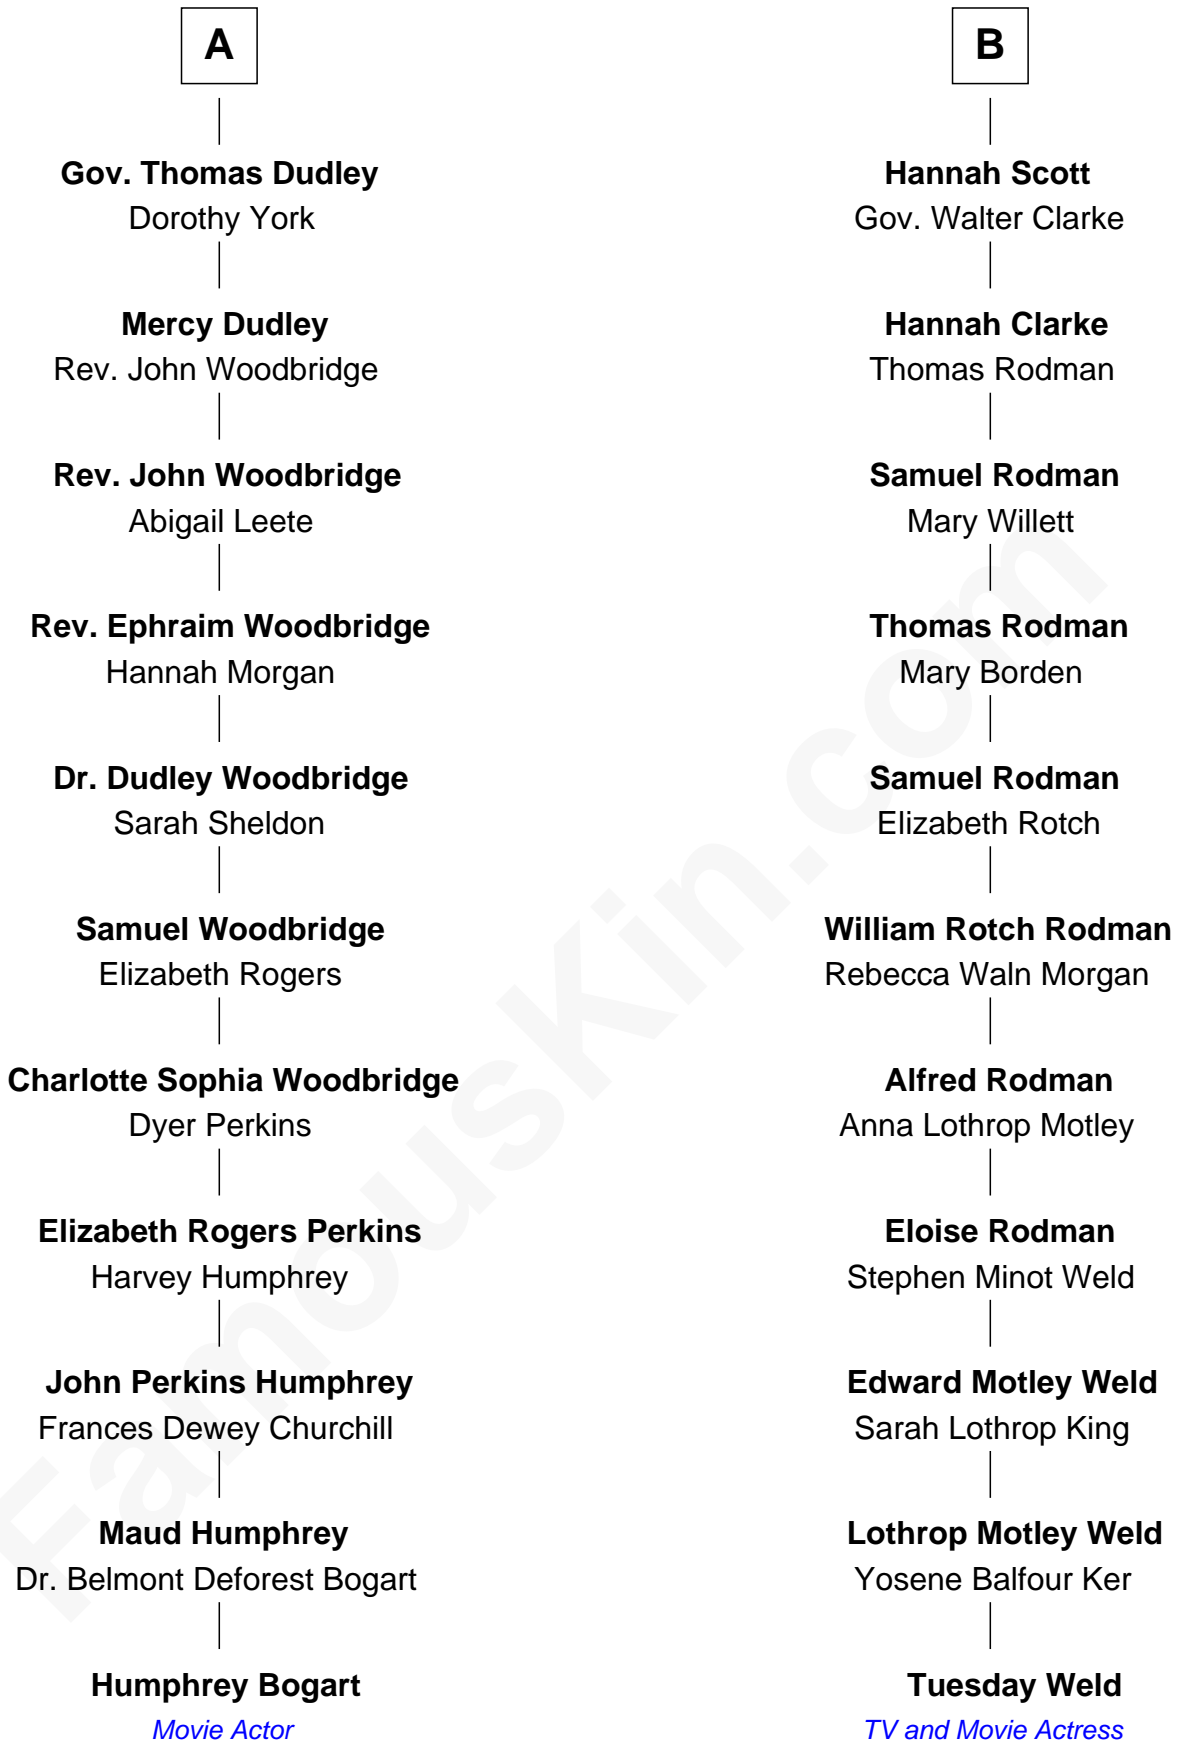 A
Gov. Thomas Dudley
Dorothy York
Mercy Dudley
Rev. John Woodbridge
Rev. John Woodbridge
Abigail Leete
Rev. Ephraim Woodbridge
Hannah Morgan
Dr. Dudley Woodbridge
Sarah Sheldon
Samuel Woodbridge
Elizabeth Rogers
Charlotte Sophia Woodbridge
Dyer Perkins
Elizabeth Rogers Perkins
Harvey Humphrey
John Perkins Humphrey
Frances Dewey Churchill
Maud Humphrey
Dr. Belmont Deforest Bogart
Humphrey Bogart
Movie Actor
B
Hannah Scott
Gov. Walter Clarke
Hannah Clarke
Thomas Rodman
Samuel Rodman
Mary Willett
Thomas Rodman
Mary Borden
Samuel Rodman
Elizabeth Rotch
William Rotch Rodman
Rebecca Waln Morgan
Alfred Rodman
Anna Lothrop Motley
Eloise Rodman
Stephen Minot Weld
Edward Motley Weld
Sarah Lothrop King
Lothrop Motley Weld
Yosene Balfour Ker
Tuesday Weld
TV and Movie Actress
FamousKin.com